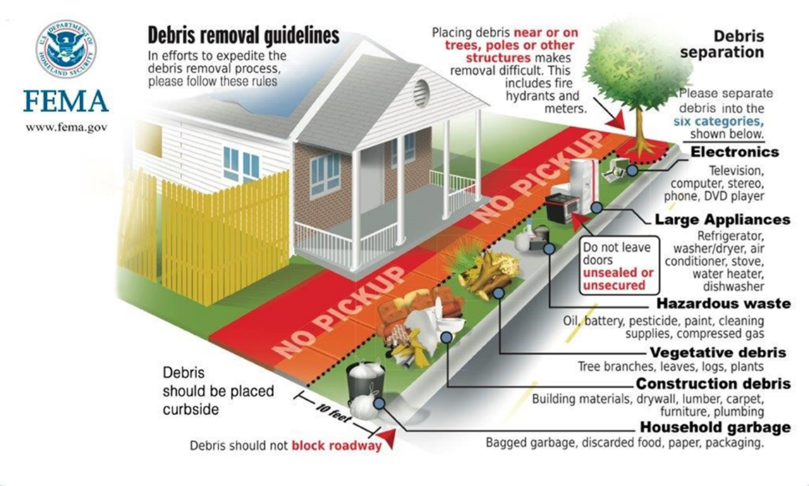 Debris removal guidelines
In efforts to expedite the
debris removal process,
please follow these rules
U.S. DEPARTMENT OF
HOMELAND SECURITY
FEMA
www.fema.gov
Placing debris near or on
trees, poles or other
structures makes
removal difficult. This
includes fire
hydrants and
meters.
Debris
separation
Please separate
debris into the
six categories,
shown below.
Electronics
Television,
computer, stereo,
phone, DVD player
Large Appliances
Refrigerator,
washer/dryer, air
conditioner, stove,
water heater,
dishwasher
Do not leave
doors
unsealed or
unsecured
Hazardous waste
Oil, battery, pesticide, paint, cleaning
supplies, compressed gas
Vegetative debris
Tree branches, leaves, logs, plants
Construction debris
Building materials, drywall, lumber, carpet,
furniture, plumbing
Household garbage
Bagged garbage, discarded food, paper, packaging.
NO PICKUP
NO PICKUP
Debris
should be placed
curbside
10 feet
Debris should not block roadway